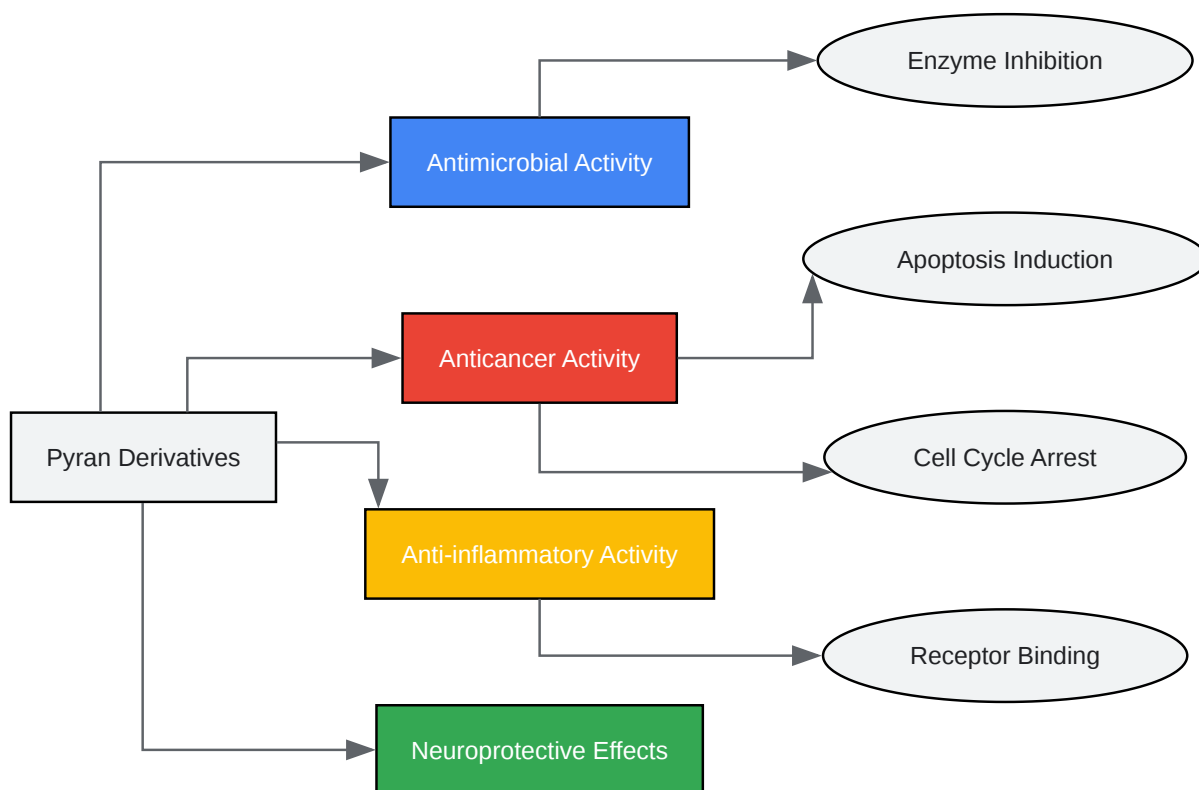 Enzyme Inhibition
Antimicrobial Activity
Apoptosis Induction
Anticancer Activity
Pyran Derivatives
Cell Cycle Arrest
Anti-inflammatory Activity
Receptor Binding
Neuroprotective Effects